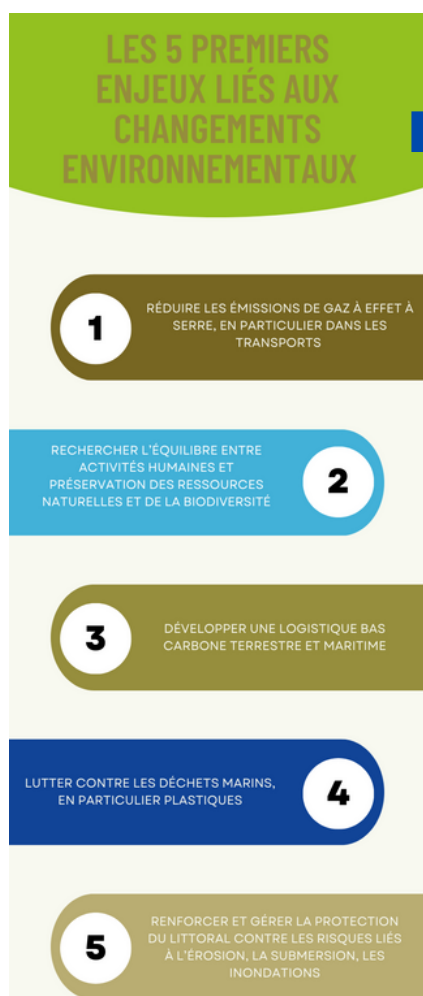 LES 5 PREMIERS
ENJEUX LIÉS AUX
CHANGEMENTS
ENVIRONNEMENTAUX
1
RÉDUIRE LES ÉMISSIONS DE GAZ À EFFET À
SERRE, EN PARTICULIER DANS LES
TRANSPORTS
RECHERCHER L'ÉQUILIBRE ENTRE
ACTIVITÉS HUMAINES ET
PRÉSERVATION DES RESSOURCES
NATURELLES ET DE LA BIODIVERSITÉ
2
3
DÉVELOPPER UNE LOGISTIQUE BAS
CARBONE TERRESTRE ET MARITIME
LUTTER CONTRE LES DÉCHETS MARINS,
EN PARTICULIER PLASTIQUES
4
5
RENFORCER ET GÉRER LA PROTECTION
DU LITTORAL CONTRE LES RISQUES LIÉS
À L'ÉROSION, LA SUBMERSION, LES
INONDATIONS